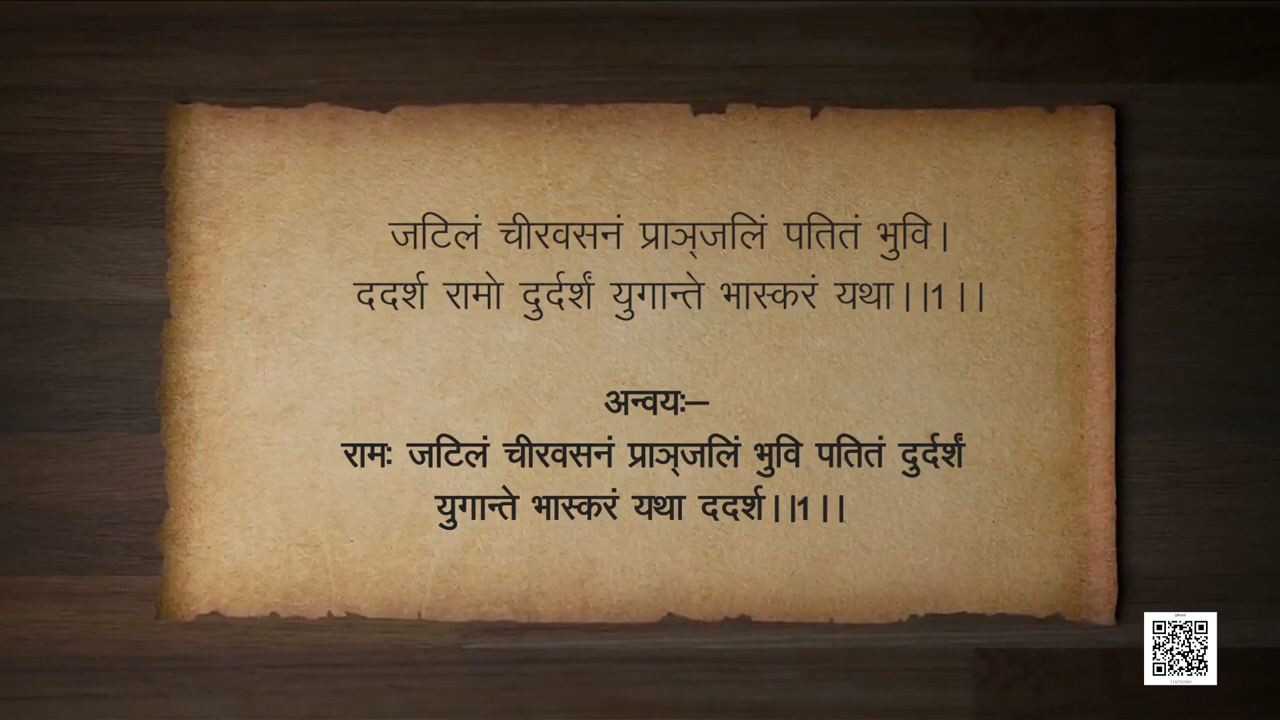 जटिलं चीरवसनं प्राञ्जलिं पतितं भुवि।
ददर्श रामो दुर्दर्शं युगान्ते भास्करं यथा।।1।।
अन्वयः–
रामः जटिलं चीरवसनं प्राञ्जलिं भुवि पतितं दुर्दर्शं
युगान्ते भास्करं यथा ददर्श।।1।।